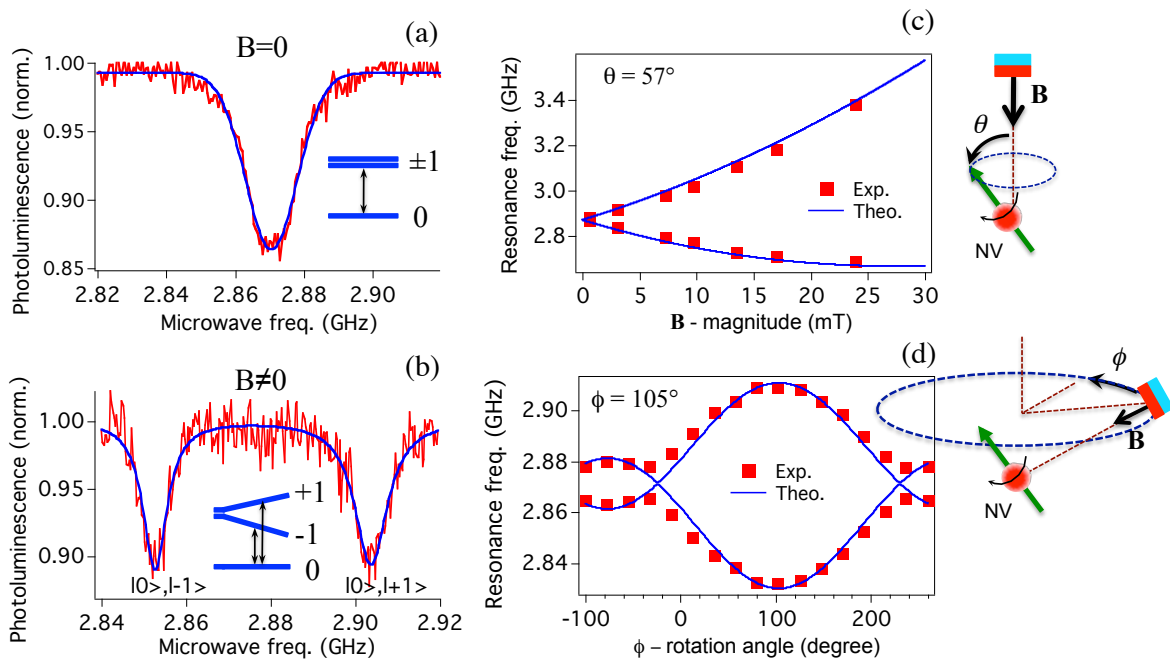 (a)
B=0
Photoluminescence (norm.)
1.00
0.95
0.90
0.85
±1
0
2.82 2.84 2.86 2.88 2.90
Microwave freq. (GHz)
(b)
B≠0
Photoluminescence (norm.)
1.00
0.95
0.90
+1
-1
0
|0>,|-1>
|0>,|+1>
2.84 2.86 2.88 2.90 2.92
Microwave freq. (GHz)
(c)
θ = 57°
Resonance freq. (GHz)
3.4
3.2
3.0
2.8
Exp.
Theo.
0 5 10 15 20 25 30
B - magnitude (mT)
B
θ
NV
(d)
ϕ = 105°
Resonance freq. (GHz)
2.90
2.88
2.86
2.84
Exp.
Theo.
-100 0 100 200
ϕ – rotation angle (degree)
ϕ
B
NV